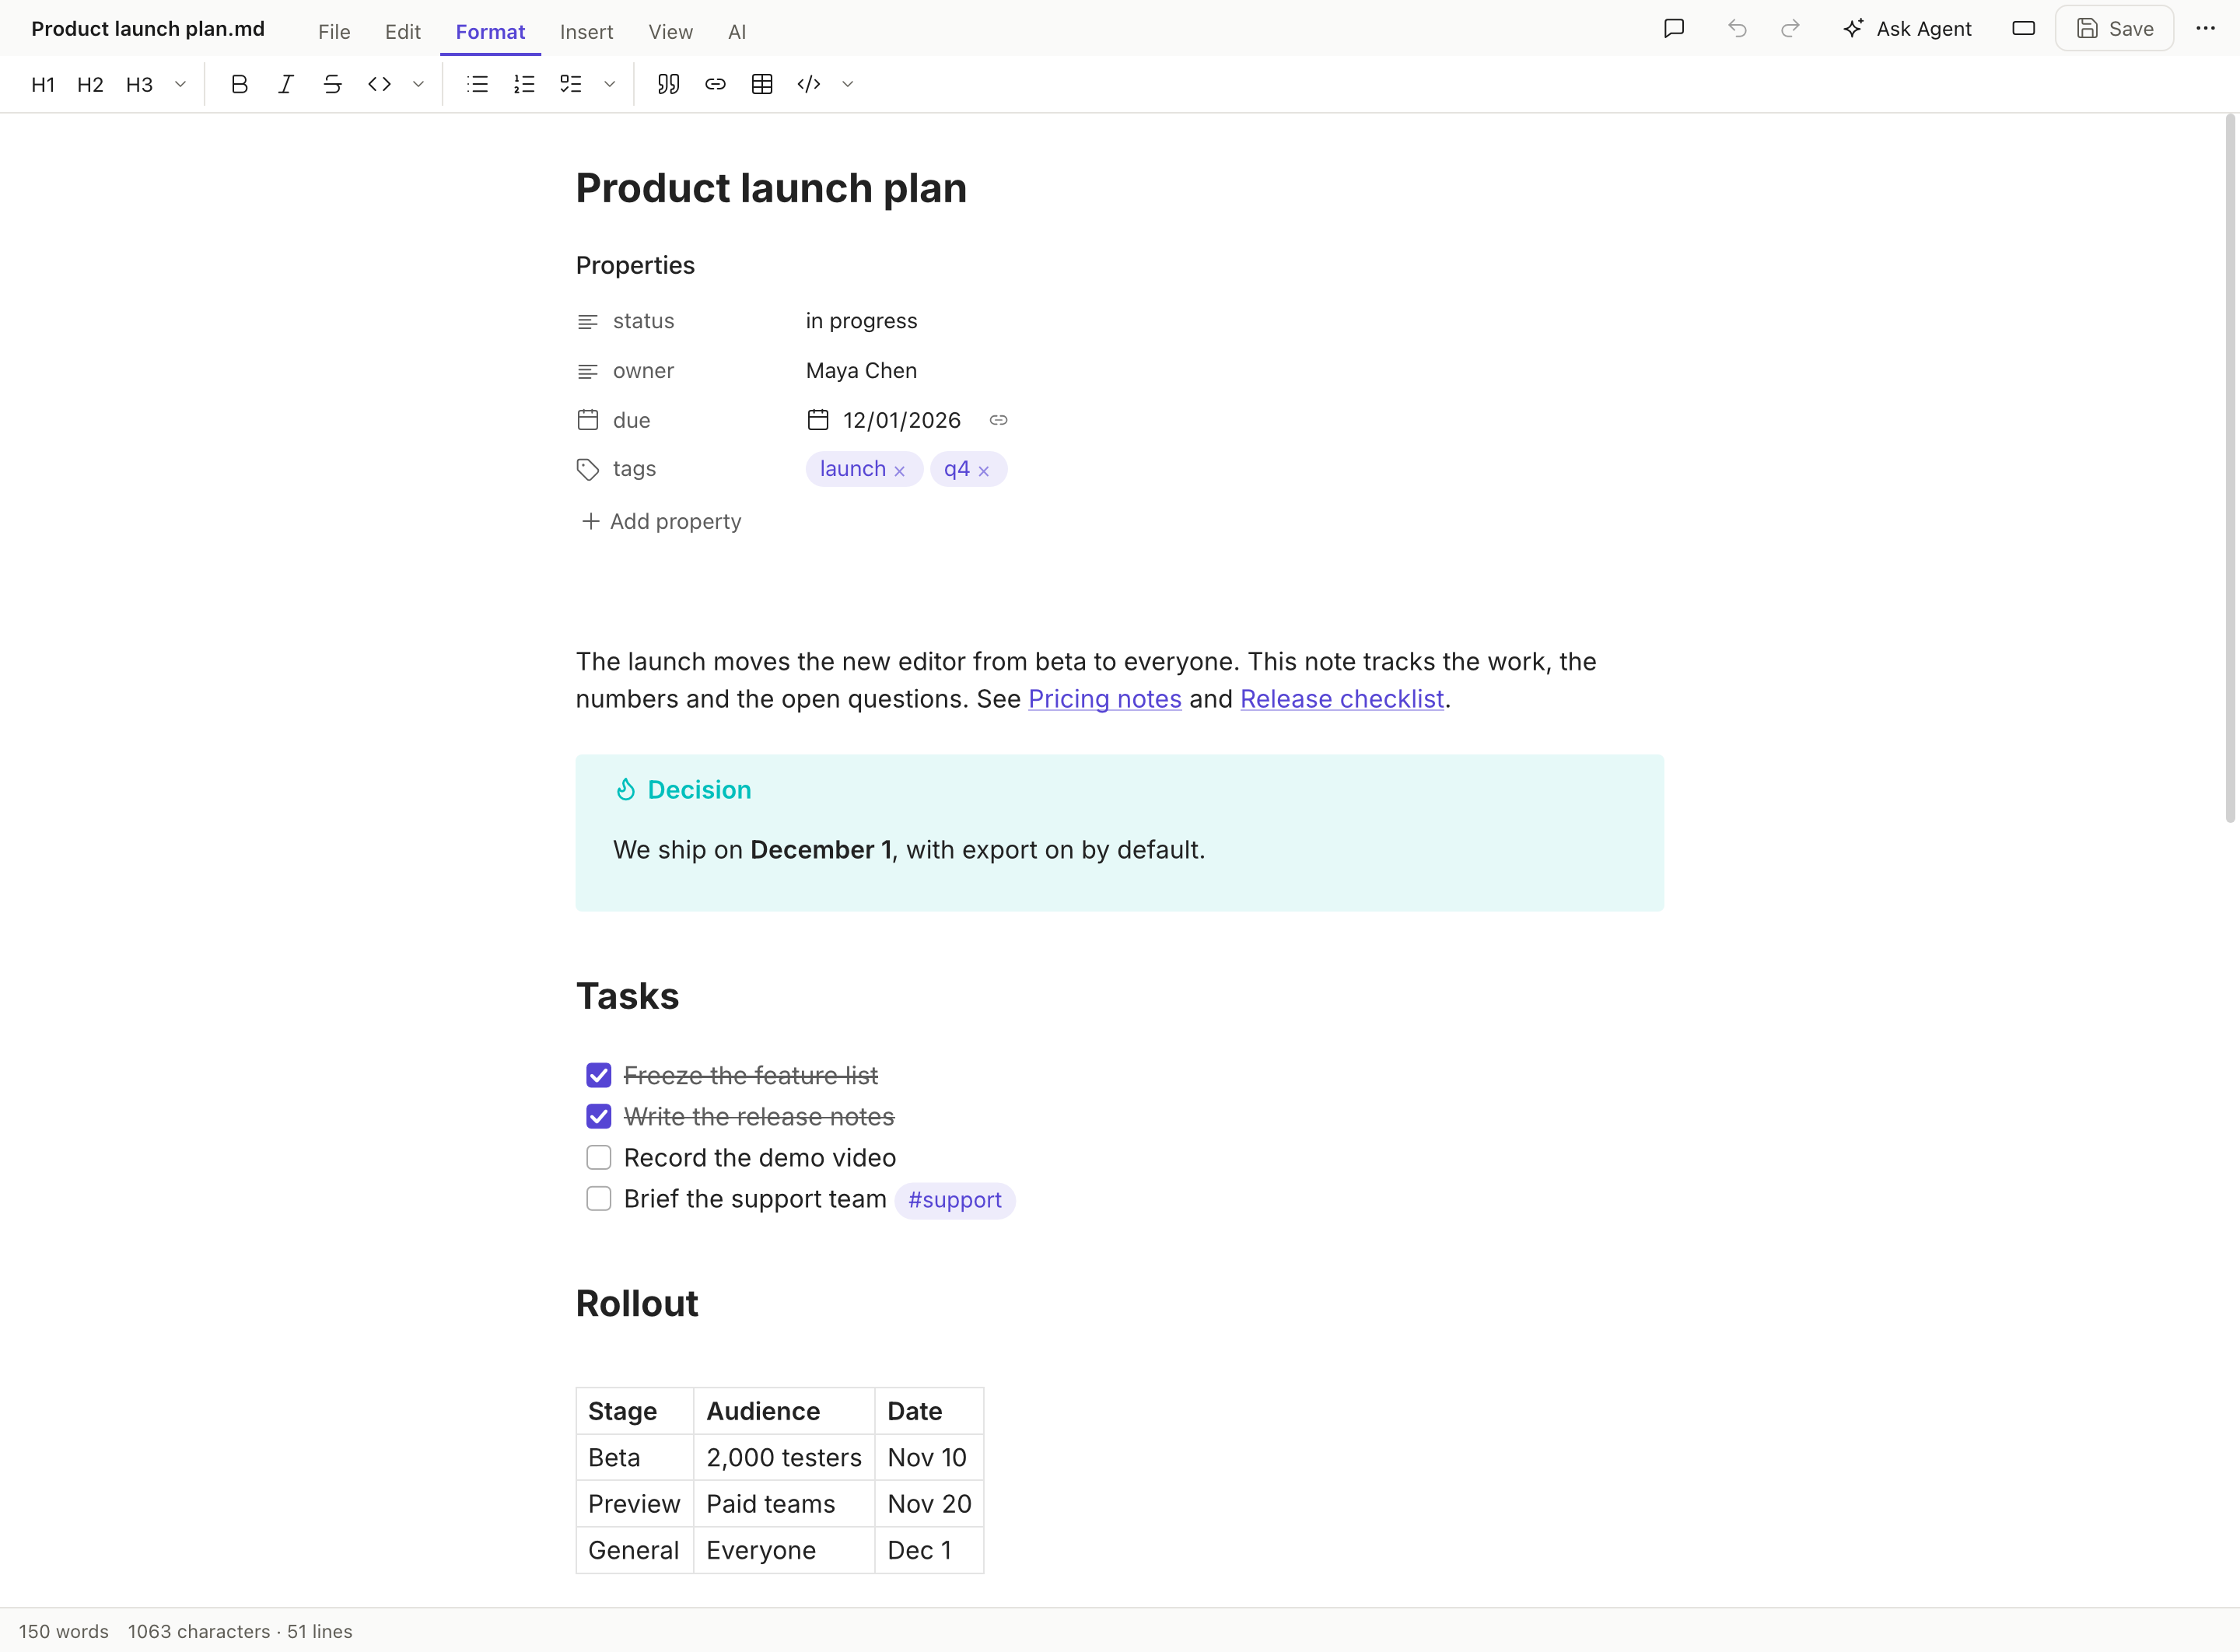 Product launch plan.md File Edit Format Insert View AI Ask Agent Save
H1 H2 H3
Product launch plan
Properties
status in progress
owner Maya Chen
due 12/01/2026
tags launch × q4 ×
+ Add property
The launch moves the new editor from beta to everyone. This note tracks the work, the
numbers and the open questions. See Pricing notes and Release checklist.
Decision
We ship on December 1, with export on by default.
Tasks
Freeze the feature list
Write the release notes
Record the demo video
Brief the support team #support
Rollout
Stage Audience Date
Beta 2,000 testers Nov 10
Preview Paid teams Nov 20
General Everyone Dec 1
150 words 1063 characters · 51 lines